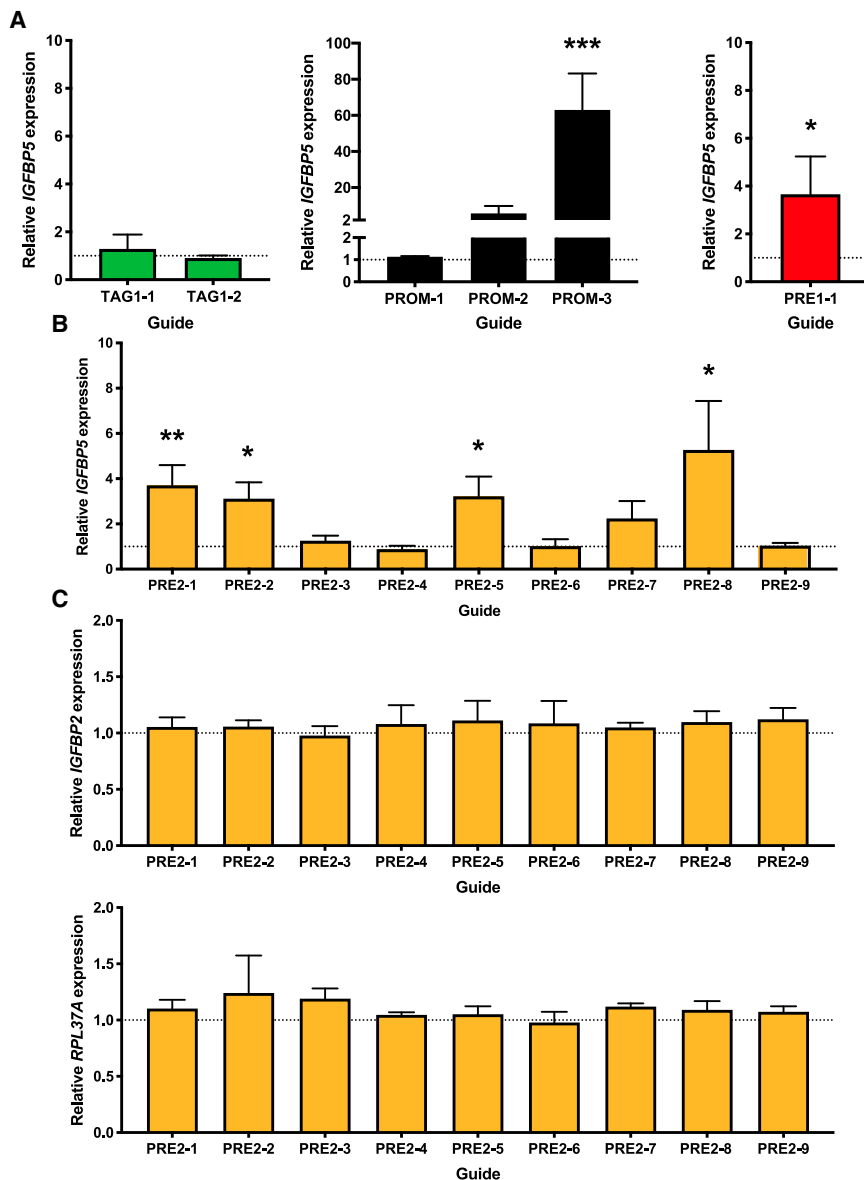 A
Relative IGFBP5 expression
10
8
6
4
2
0
TAG1-1 TAG1-2
Guide
Relative IGFBP5 expression
100
80
60
40
20
2
2
1
0
***
PROM-1 PROM-2 PROM-3
Guide
Relative IGFBP5 expression
10
8
6
4
2
0
*
PRE1-1
Guide
B
Relative IGFBP5 expression
10
8
6
4
2
0
** * * *
PRE2-1 PRE2-2 PRE2-3 PRE2-4 PRE2-5 PRE2-6 PRE2-7 PRE2-8 PRE2-9
Guide
C
Relative IGFBP2 expression
2.0
1.5
1.0
0.5
0.0
PRE2-1 PRE2-2 PRE2-3 PRE2-4 PRE2-5 PRE2-6 PRE2-7 PRE2-8 PRE2-9
Guide
Relative RPL37A expression
2.0
1.5
1.0
0.5
0.0
PRE2-1 PRE2-2 PRE2-3 PRE2-4 PRE2-5 PRE2-6 PRE2-7 PRE2-8 PRE2-9
Guide